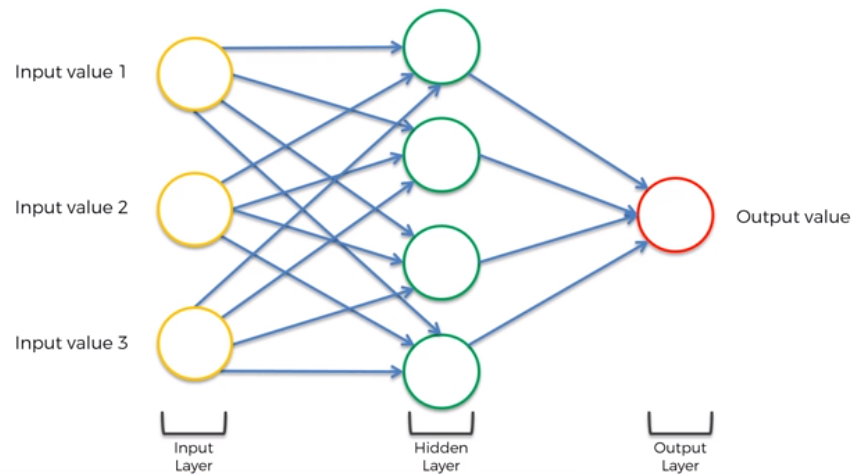 Input value 1
Input value 2
Output value
Input value 3
Input
Layer
Hidden
Layer
Output
Layer